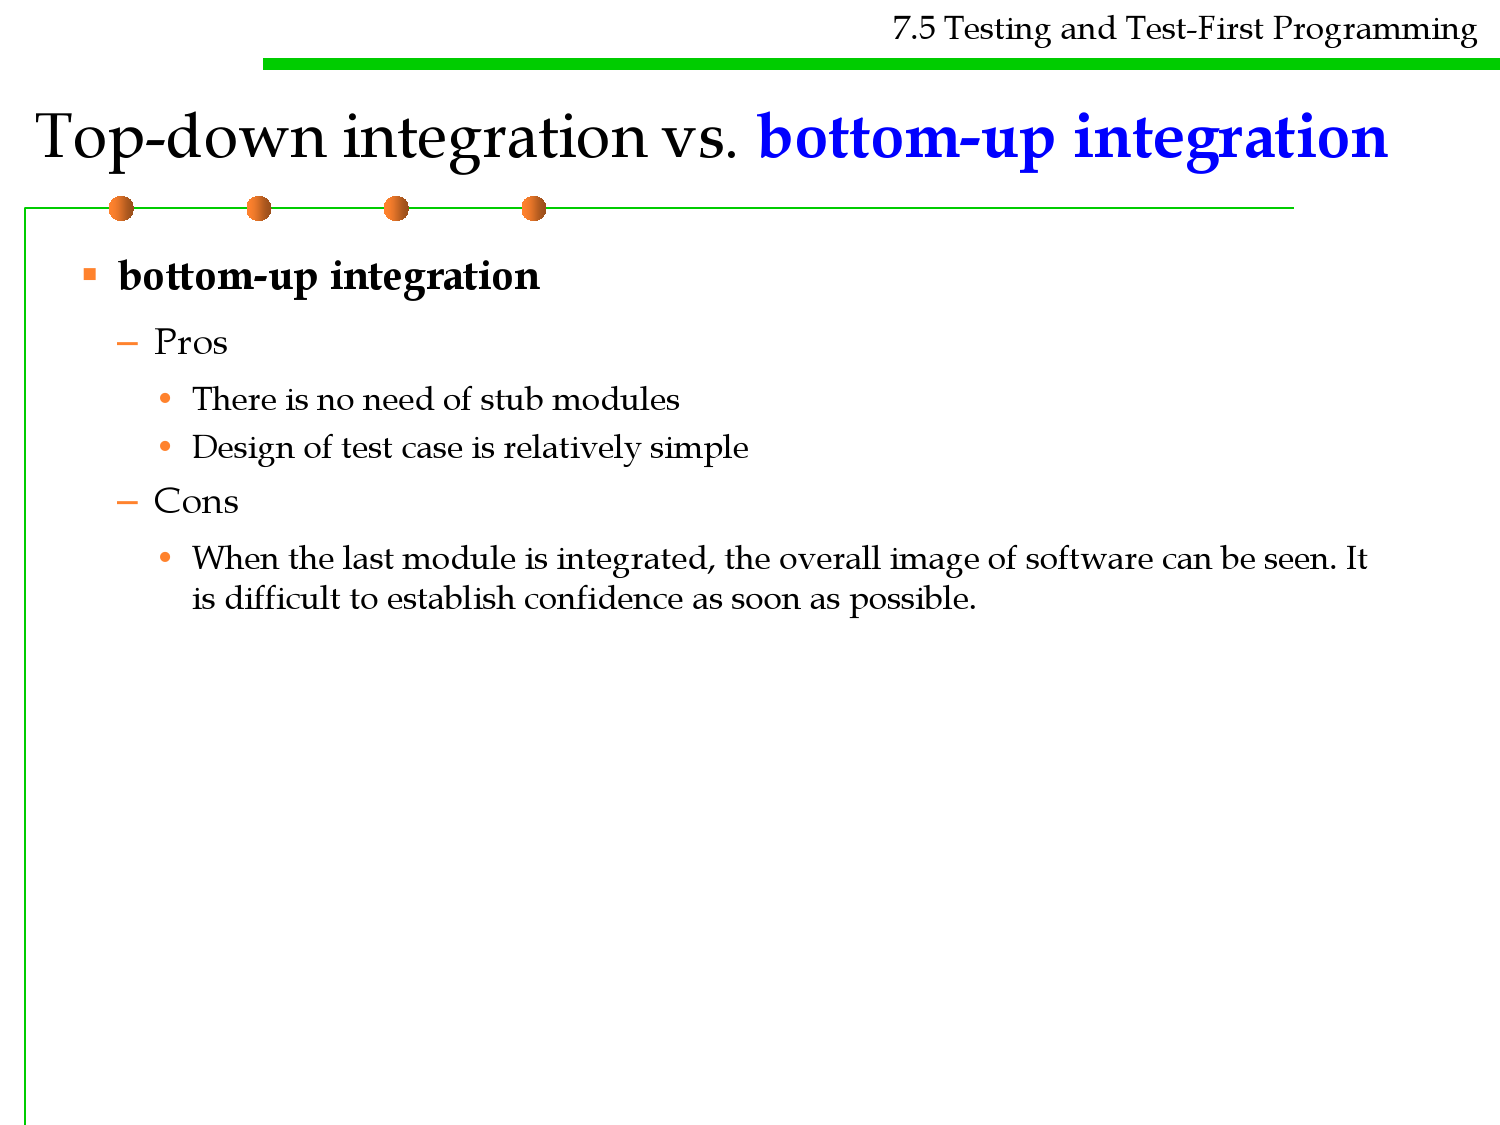 7.5 Testing and Test-First Programming
Top-down integration vs. bottom-up integration
▪ bottom-up integration
– Pros
• There is no need of stub modules
• Design of test case is relatively simple
– Cons
• When the last module is integrated, the overall image of software can be seen. It
is difficult to establish confidence as soon as possible.